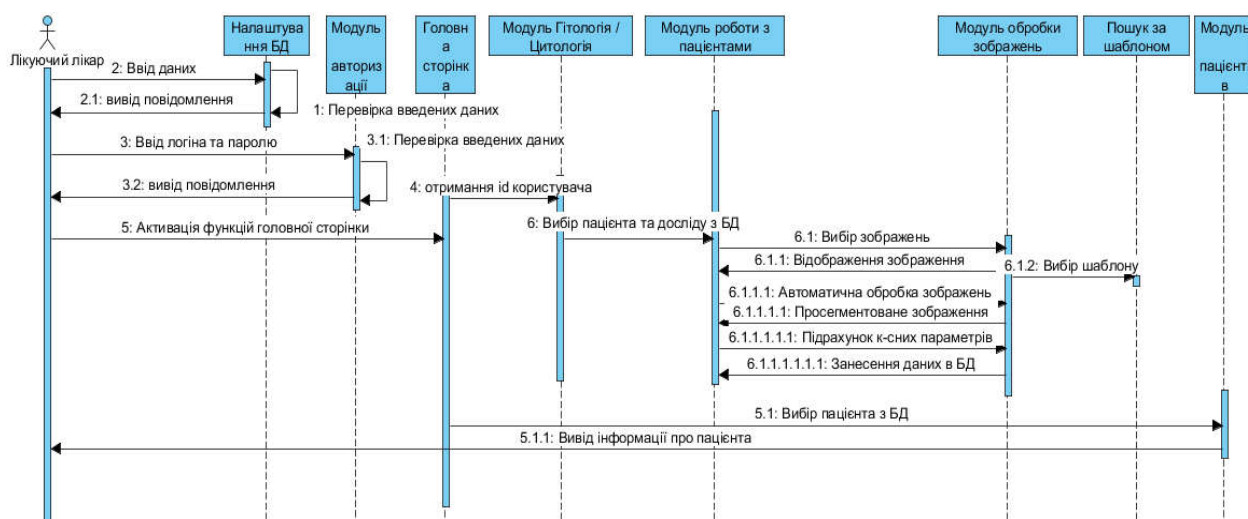 Лікуючий лікар
Налаштува
ння БД
Модуль
авториз
ації
Головн
а
сторінк
а
Модуль Гітологія /
Цитологія
Модуль роботи з
пацієнтами
Модуль обробки
зображень
Пошук за
шаблоном
Модуль
пацієнті
в
2: Ввід даних
2.1: вивід повідомлення
1: Перевірка введених даних
3: Ввід логіна та паролю
3.1: Перевірка введених даних
3.2: вивід повідомлення
4: отримання id користувача
5: Активація функцій головної сторінки
6: Вибір пацієнта та досліду з БД
6.1: Вибір зображень
6.1.1: Відображення зображення
6.1.2: Вибір шаблону
6.1.1.1: Автоматична обробка зображень
6.1.1.1.1: Просегментоване зображення
6.1.1.1.1.1: Підрахунок к-сних параметрів
6.1.1.1.1.1.1: Занесення даних в БД
5.1: Вибір пацієнта з БД
5.1.1: Вивід інформації про пацієнта